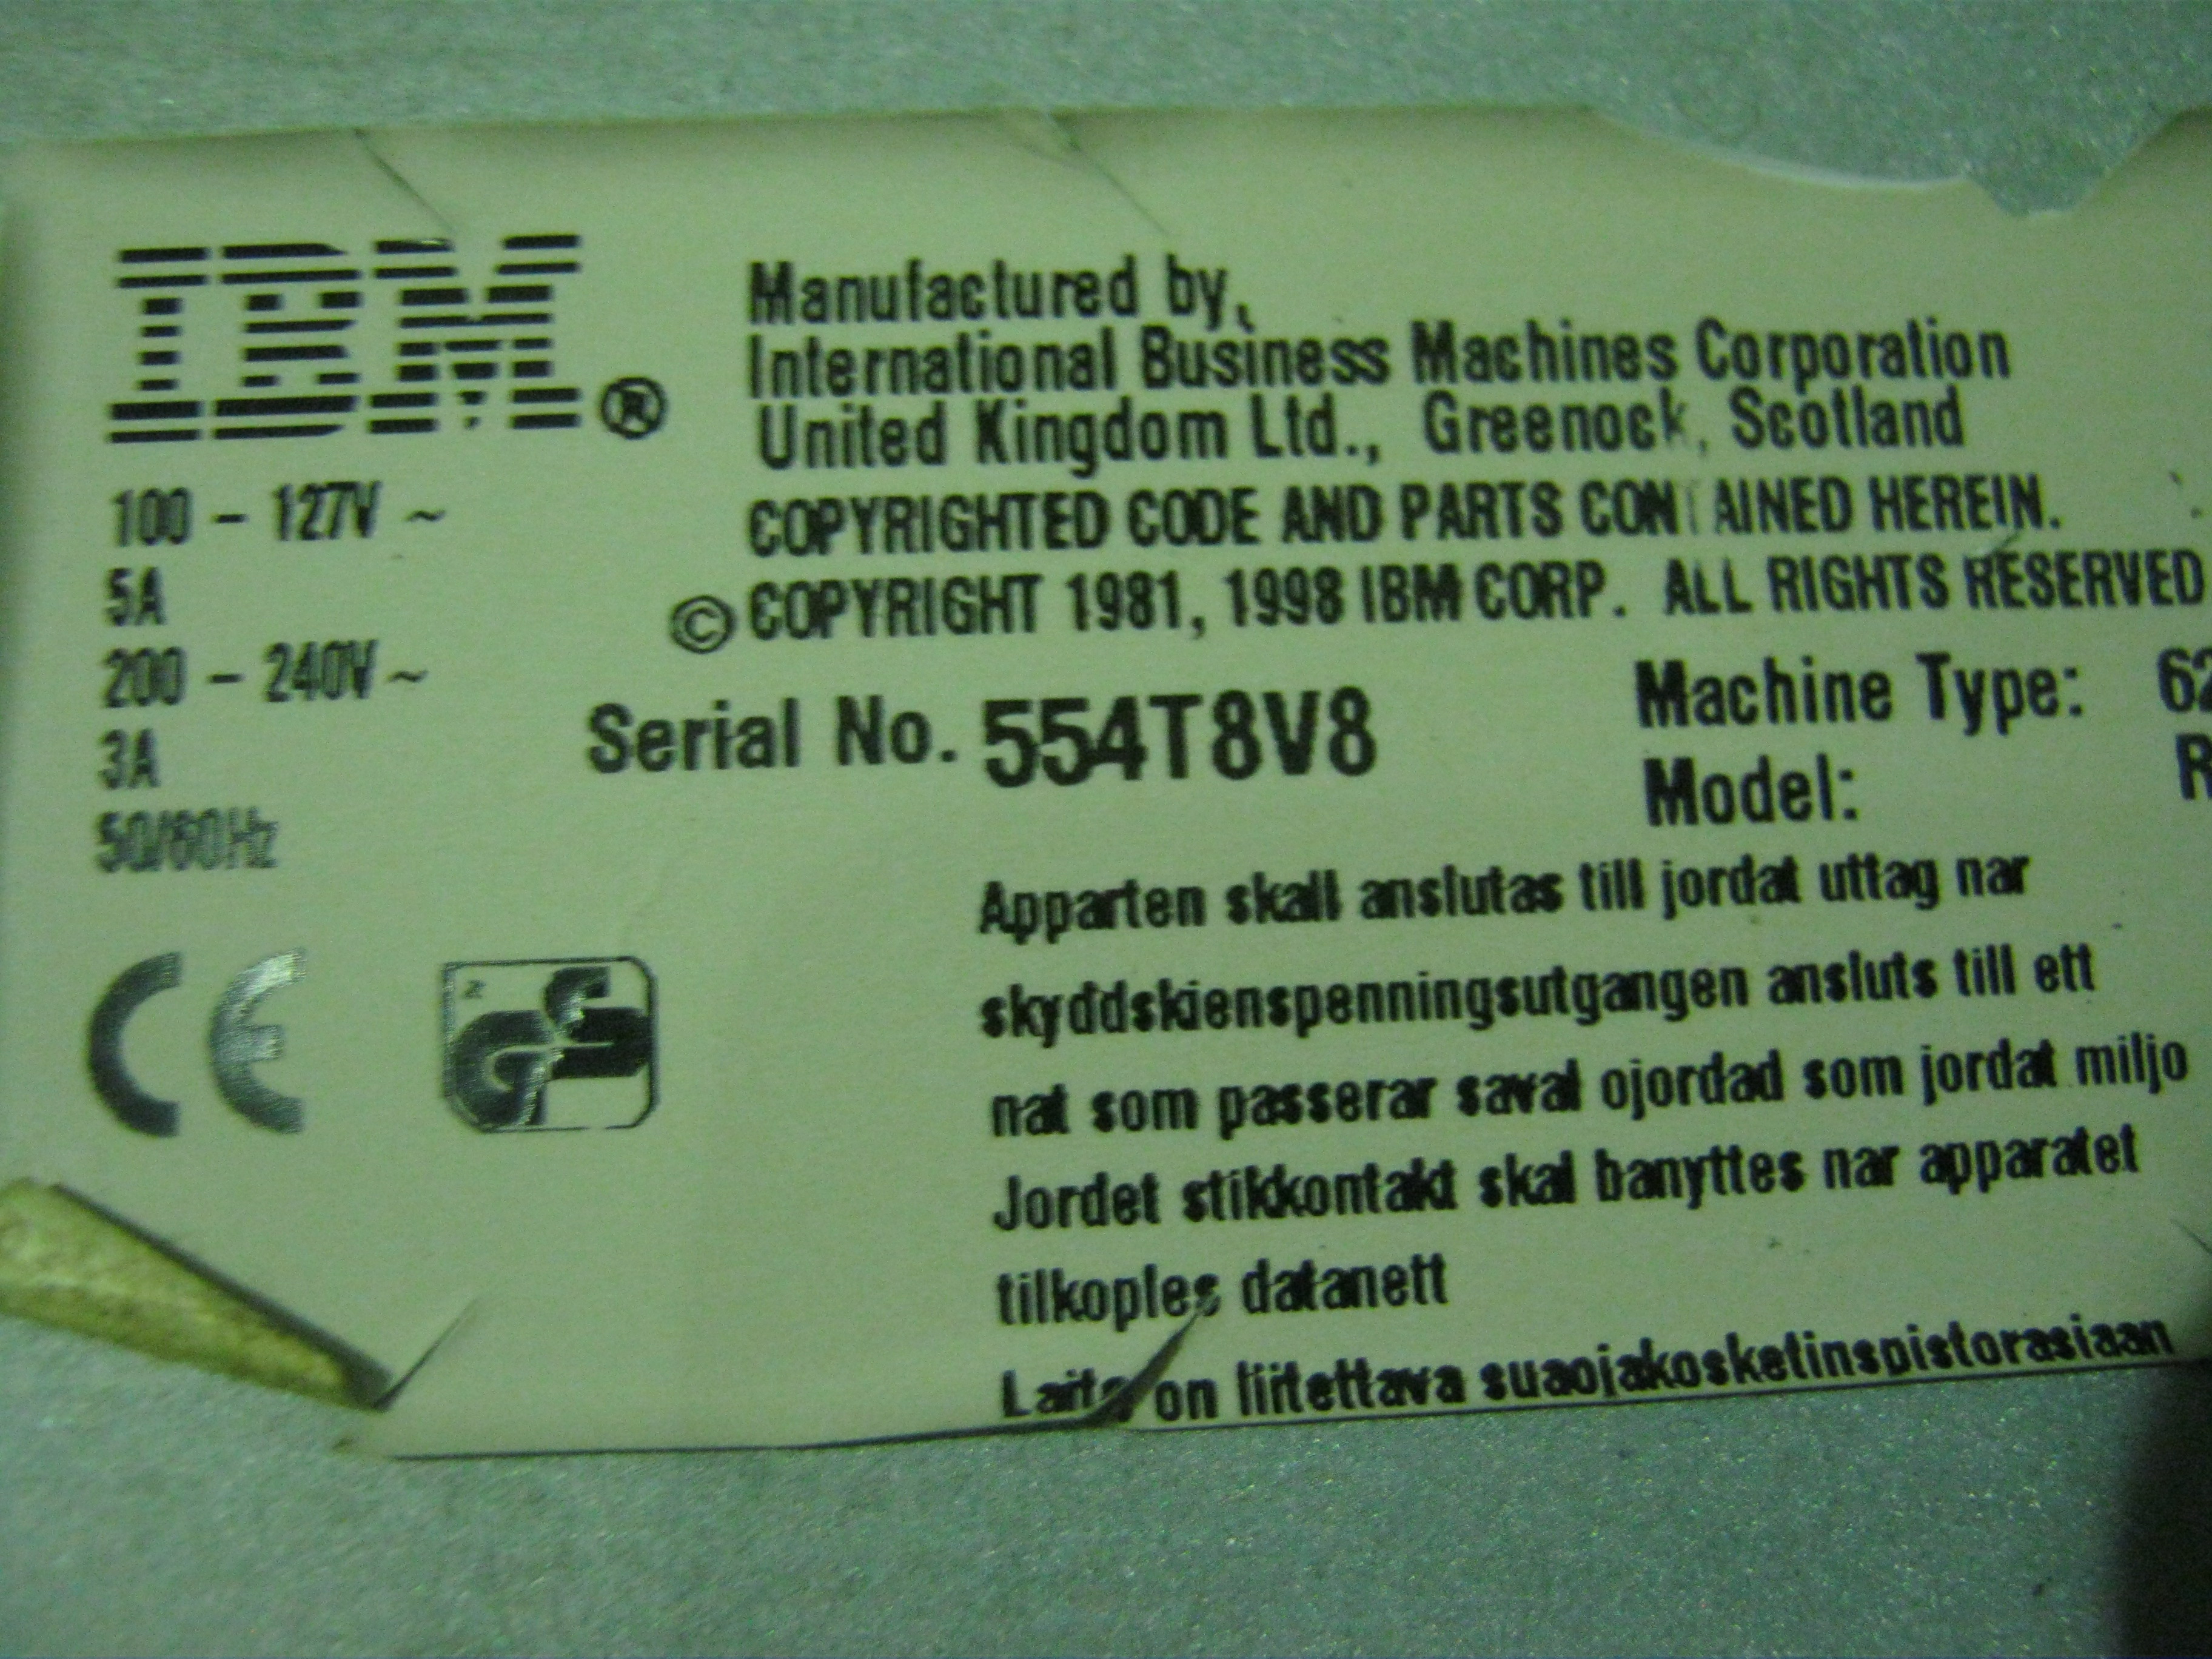 IBM®
Manufactured by,
International Business Machines Corporation
United Kingdom Ltd., Greenock, Scotland
COPYRIGHTED CODE AND PARTS CONTAINED HEREIN.
© COPYRIGHT 1981, 1998 IBM CORP. ALL RIGHTS RESERVED
100 - 127V ~
5A
200 - 240V ~
3A
50/60Hz
Serial No. 554T8V8
Machine Type: 62
Model: R
CE
GS
Apparten skall anslutas till jordat uttag nar
skyddskienspenningsutgangen ansluts till ett
nat som passerar saval ojordad som jordat miljo
Jordet stikkontakt skal banyttes nar apparatet
tilkoples datanett
Laite on liitettava suaojakosketinspistorasiaan